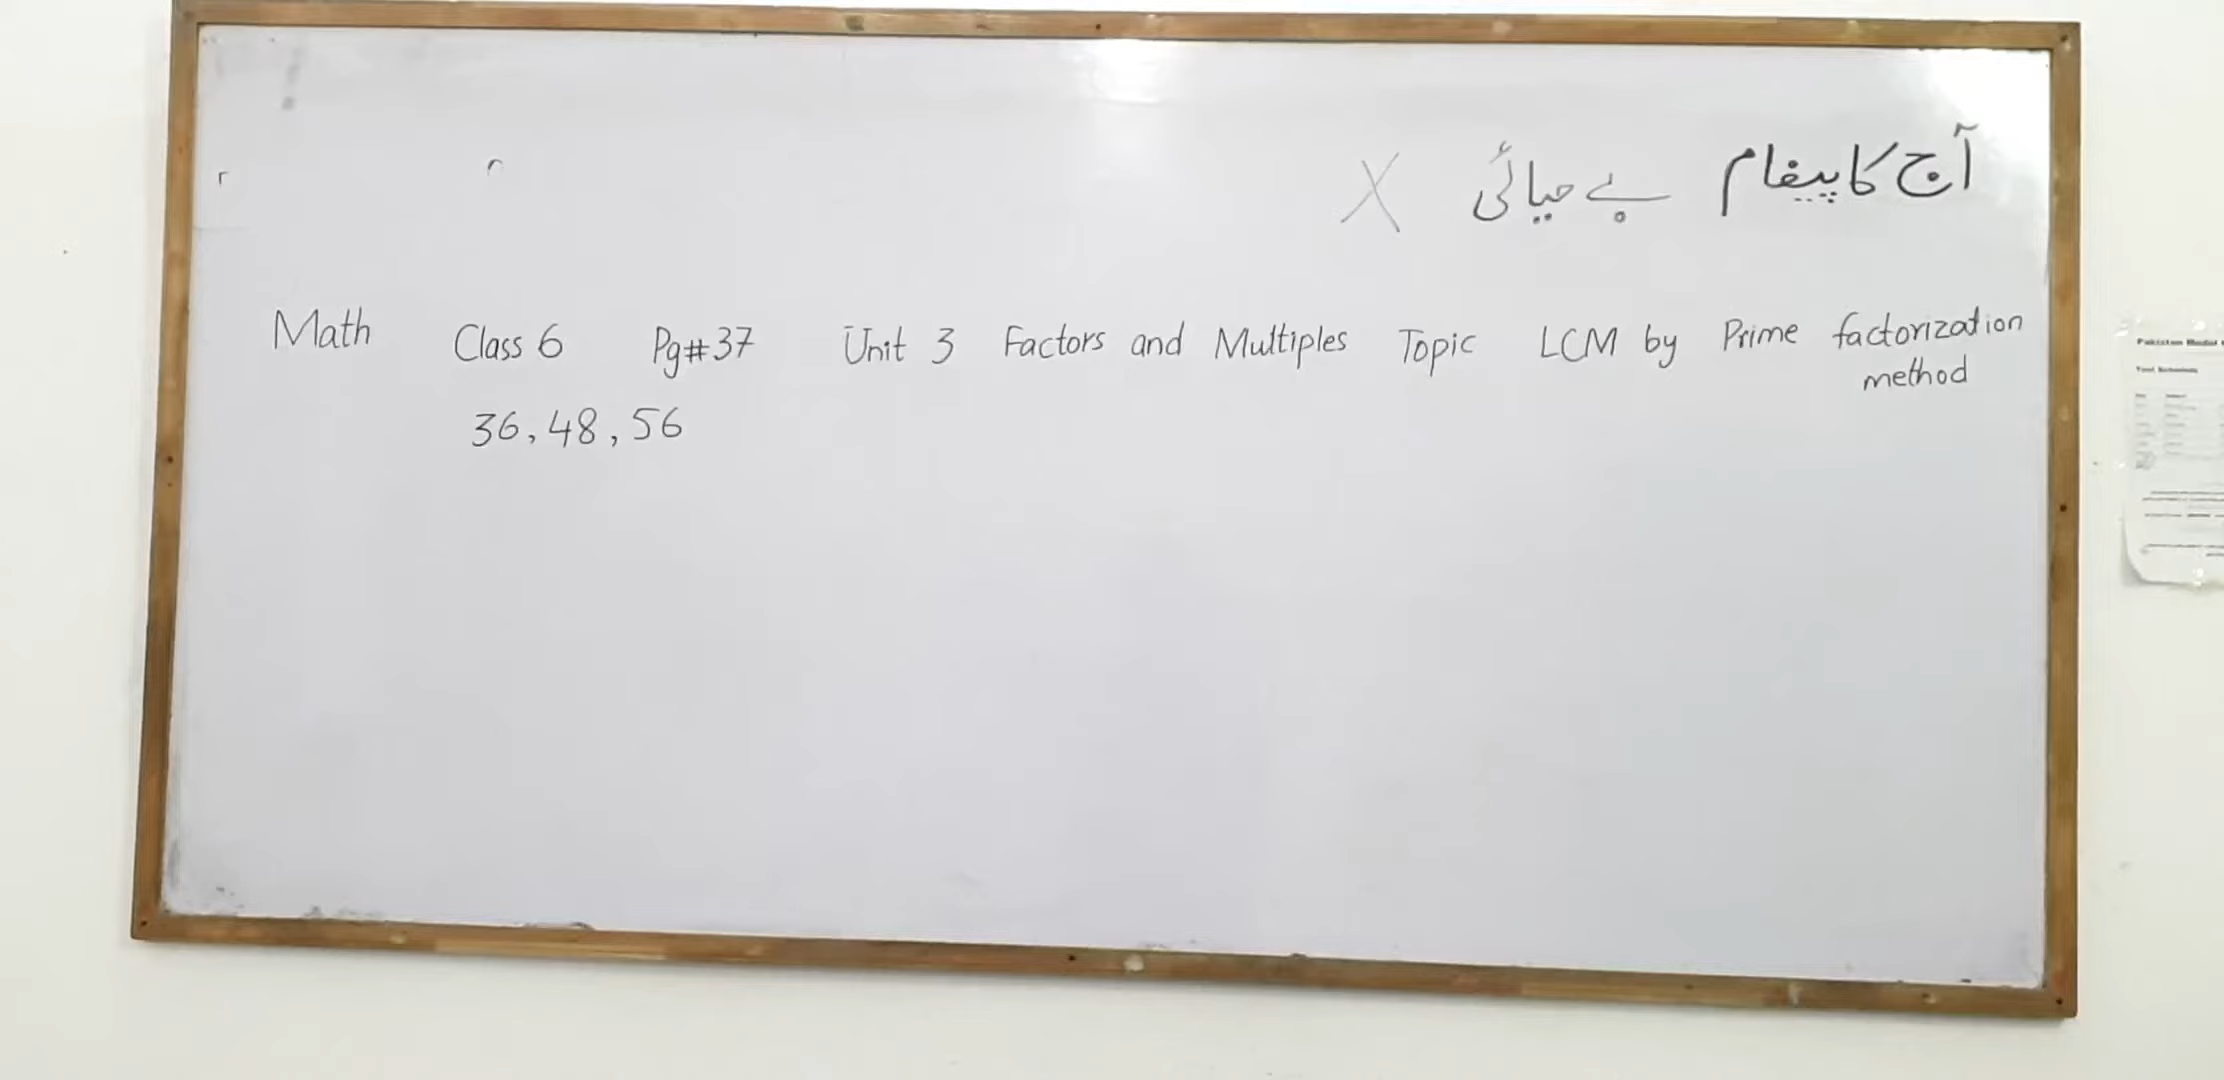 آج کا پیغام بے حیائی X
Math Class 6 Pg#37 Unit 3 Factors and Multiples Topic LCM by Prime factorization
method
36, 48, 56
Pakistan